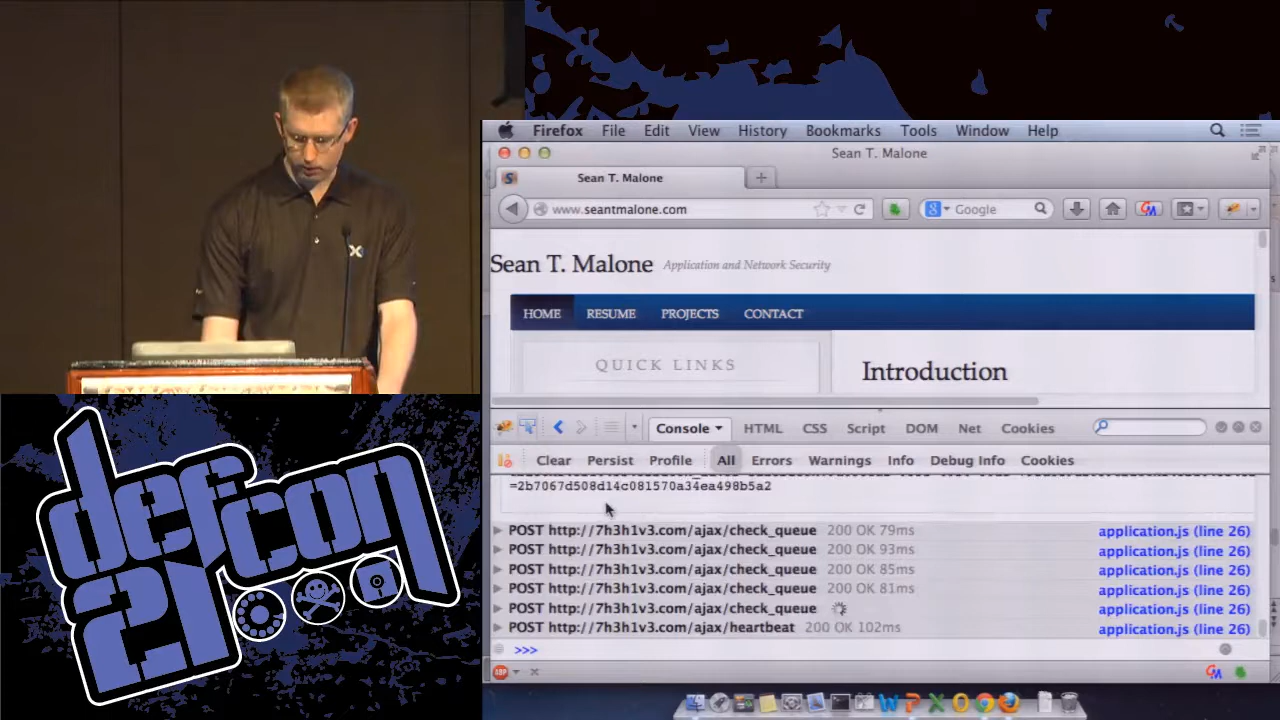 Firefox File Edit View History Bookmarks Tools Window Help
Sean T. Malone
Sean T. Malone
www.seantmalone.com
Google
Sean T. Malone Application and Network Security
HOME RESUME PROJECTS CONTACT
QUICK LINKS
Introduction
Console HTML CSS Script DOM Net Cookies
Clear Persist Profile All Errors Warnings Info Debug Info Cookies
=2b7067d508d14c081570a34ea498b5a2
POST http://7h3h1v3.com/ajax/check_queue 200 OK 79ms application.js (line 26)
POST http://7h3h1v3.com/ajax/check_queue 200 OK 93ms application.js (line 26)
POST http://7h3h1v3.com/ajax/check_queue 200 OK 85ms application.js (line 26)
POST http://7h3h1v3.com/ajax/check_queue 200 OK 81ms application.js (line 26)
POST http://7h3h1v3.com/ajax/check_queue application.js (line 26)
POST http://7h3h1v3.com/ajax/heartbeat 200 OK 102ms application.js (line 26)
>>>
ABP
defcon
21